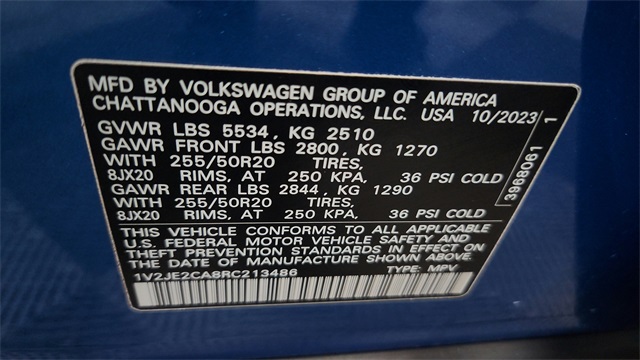 MFD BY VOLKSWAGEN GROUP OF AMERICA
CHATTANOOGA OPERATIONS, LLC. USA 10/2023
GVWR LBS 5534, KG 2510
GAWR FRONT LBS 2800, KG 1270
WITH 255/50R20 TIRES,
8JX20 RIMS, AT 250 KPA, 36 PSI COLD
GAWR REAR LBS 2844, KG 1290
WITH 255/50R20 TIRES,
8JX20 RIMS, AT 250 KPA, 36 PSI COLD
THIS VEHICLE CONFORMS TO ALL APPLICABLE
U.S. FEDERAL MOTOR VEHICLE SAFETY AND
THEFT PREVENTION STANDARDS IN EFFECT ON
THE DATE OF MANUFACTURE SHOWN ABOVE.
1V2JE2CA8RC213486 TYPE: MPV
3968061 1